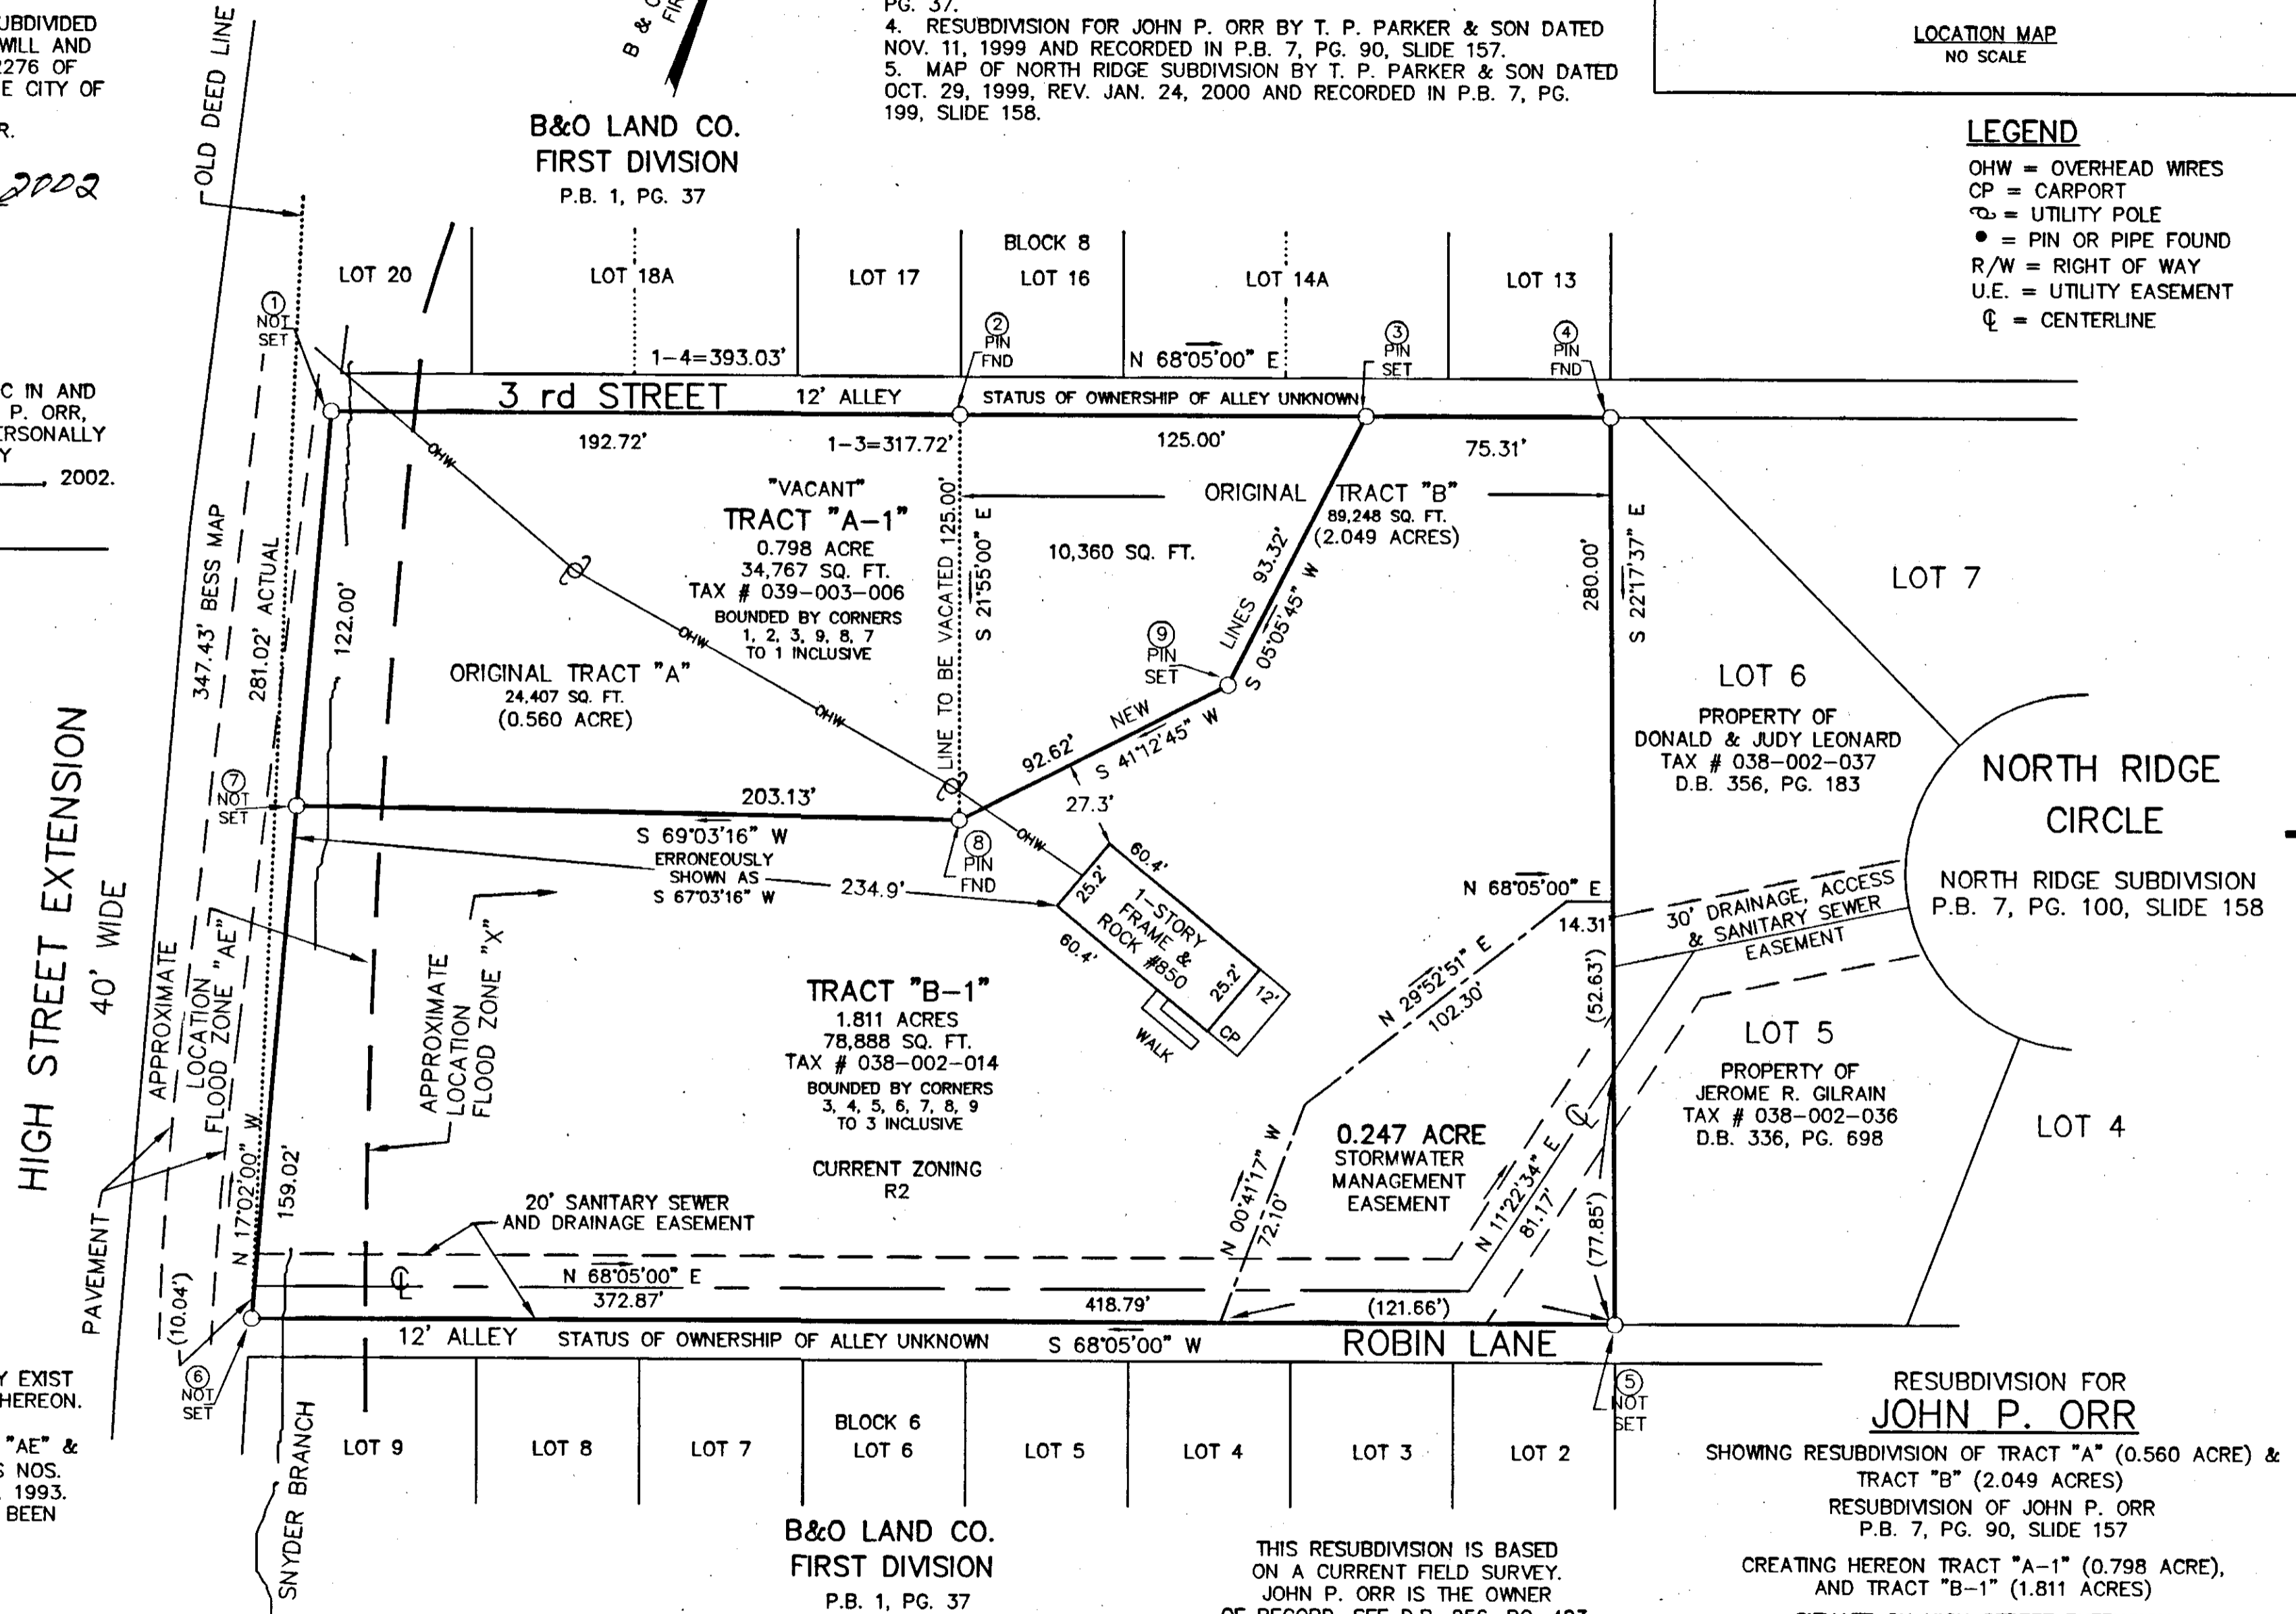 UBDIVIDED
WILL AND
2276 OF
E CITY OF
R.
2002
C IN AND
P. ORR,
ERSONALLY
Y
, 2002.
Y EXIST
HEREON.
"AE" &
S NOS.
, 1993.
BEEN
B & O
FIR
PG. 37.
4. RESUBDIVISION FOR JOHN P. ORR BY T. P. PARKER & SON DATED
NOV. 11, 1999 AND RECORDED IN P.B. 7, PG. 90, SLIDE 157.
5. MAP OF NORTH RIDGE SUBDIVISION BY T. P. PARKER & SON DATED
OCT. 29, 1999, REV. JAN. 24, 2000 AND RECORDED IN P.B. 7, PG.
199, SLIDE 158.
LOCATION MAP
NO SCALE
LEGEND
OHW = OVERHEAD WIRES
CP = CARPORT
= UTILITY POLE
● = PIN OR PIPE FOUND
R/W = RIGHT OF WAY
U.E. = UTILITY EASEMENT
℄ = CENTERLINE
OLD DEED LINE
B&O LAND CO.
FIRST DIVISION
P.B. 1, PG. 37
BLOCK 8
LOT 20
LOT 18A
LOT 17
LOT 16
LOT 14A
LOT 13
1
NOT
SET
2
PIN
FND
3
PIN
SET
4
PIN
FND
1-4=393.03'
N 68°05'00" E
3 rd STREET
12' ALLEY
STATUS OF OWNERSHIP OF ALLEY UNKNOWN
192.72'
1-3=317.72'
125.00'
75.31'
OHW
"VACANT"
TRACT "A-1"
0.798 ACRE
34,767 SQ. FT.
TAX # 039-003-006
BOUNDED BY CORNERS
1, 2, 3, 9, 8, 7
TO 1 INCLUSIVE
LINE TO BE VACATED 125.00'
S 21°55'00" E
ORIGINAL TRACT "B"
89,248 SQ. FT.
(2.049 ACRES)
10,360 SQ. FT.
LINES 93.32'
S 05°05'45" W
280.00'
S 22°17'37" E
LOT 7
347.43' BESS MAP
281.02' ACTUAL
122.00'
OHW
9
PIN
SET
ORIGINAL TRACT "A"
24,407 SQ. FT.
(0.560 ACRE)
OHW
NEW
92.62'
S 41°12'45" W
LOT 6
PROPERTY OF
DONALD & JUDY LEONARD
TAX # 038-002-037
D.B. 356, PG. 183
NORTH RIDGE
CIRCLE
NORTH RIDGE SUBDIVISION
P.B. 7, PG. 100, SLIDE 158
HIGH STREET EXTENSION
40' WIDE
7
NOT
SET
203.13'
S 69°03'16" W
ERRONEOUSLY
SHOWN AS
S 67°03'16" W
234.9'
8
PIN
FND
OHW
27.3'
60.4'
25.2'
1-STORY
FRAME &
ROCK #850
60.4'
25.2'
12'
CP
WALK
N 68°05'00" E
14.31'
30' DRAINAGE, ACCESS
& SANITARY SEWER
EASEMENT
N 29°52'51" E
102.30'
(52.63')
APPROXIMATE
LOCATION
FLOOD ZONE "AE"
APPROXIMATE
LOCATION
FLOOD ZONE "X"
TRACT "B-1"
1.811 ACRES
78,888 SQ. FT.
TAX # 038-002-014
BOUNDED BY CORNERS
3, 4, 5, 6, 7, 8, 9
TO 3 INCLUSIVE
CURRENT ZONING
R2
LOT 5
PROPERTY OF
JEROME R. GILRAIN
TAX # 038-002-036
D.B. 336, PG. 698
LOT 4
0.247 ACRE
STORMWATER
MANAGEMENT
EASEMENT
N 00°41'17" W
72.10'
℄
N 11°22'34" E
81.17'
(77.85')
PAVEMENT
N 17°02'00" W
159.02'
(10.04')
20' SANITARY SEWER
AND DRAINAGE EASEMENT
℄
N 68°05'00" E
372.87'
418.79'
(121.66')
12' ALLEY
STATUS OF OWNERSHIP OF ALLEY UNKNOWN
S 68°05'00" W
ROBIN LANE
6
NOT
SET
5
NOT
SET
SNYDER BRANCH
BLOCK 6
LOT 9
LOT 8
LOT 7
LOT 6
LOT 5
LOT 4
LOT 3
LOT 2
B&O LAND CO.
FIRST DIVISION
P.B. 1, PG. 37
THIS RESUBDIVISION IS BASED
ON A CURRENT FIELD SURVEY.
JOHN P. ORR IS THE OWNER
RESUBDIVISION FOR
JOHN P. ORR
SHOWING RESUBDIVISION OF TRACT "A" (0.560 ACRE) &
TRACT "B" (2.049 ACRES)
RESUBDIVISION OF JOHN P. ORR
P.B. 7, PG. 90, SLIDE 157
CREATING HEREON TRACT "A-1" (0.798 ACRE),
AND TRACT "B-1" (1.811 ACRES)